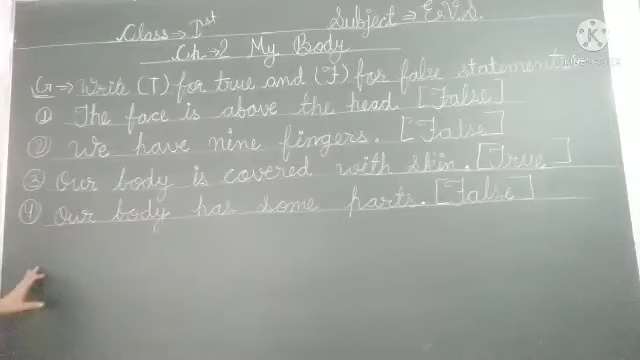 Class → Ist Subject ⇒ E.V.S.
Ch.→2 My Body
G ⇒ Write (T) for true and (F) for false statements.
① The face is above the head. [False]
② We have nine fingers. [False]
③ Our body is covered with skin. [True]
④ Our body has some parts. [False]